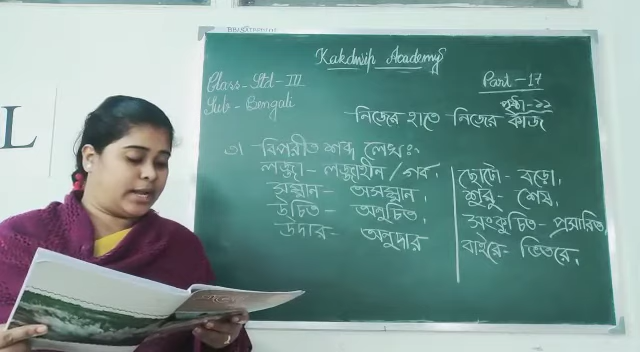 Kakdwip Academy
Class-Std-III
Sub-Bengali
Part-17
পৃষ্ঠা-২২
নিজের হাতে নিজের কাজ
৩) বিপরীত শব্দ লেখ:
লজ্জা - লজ্জাহীন / গর্ব,
সম্মান - অসম্মান,
উচিত - অনুচিত,
উদার - অনুদার
ছোটো - বড়ো,
শুরু - শেষ,
সংকুচিত - প্রসারিত,
বাইরে - ভিতরে,
L